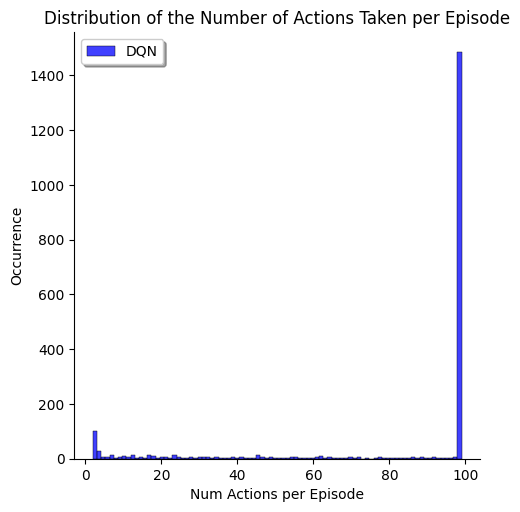 Distribution of the Number of Actions Taken per Episode
DQN
1400
1200
1000
800
600
400
200
0
Occurrence
0 20 40 60 80 100
Num Actions per Episode